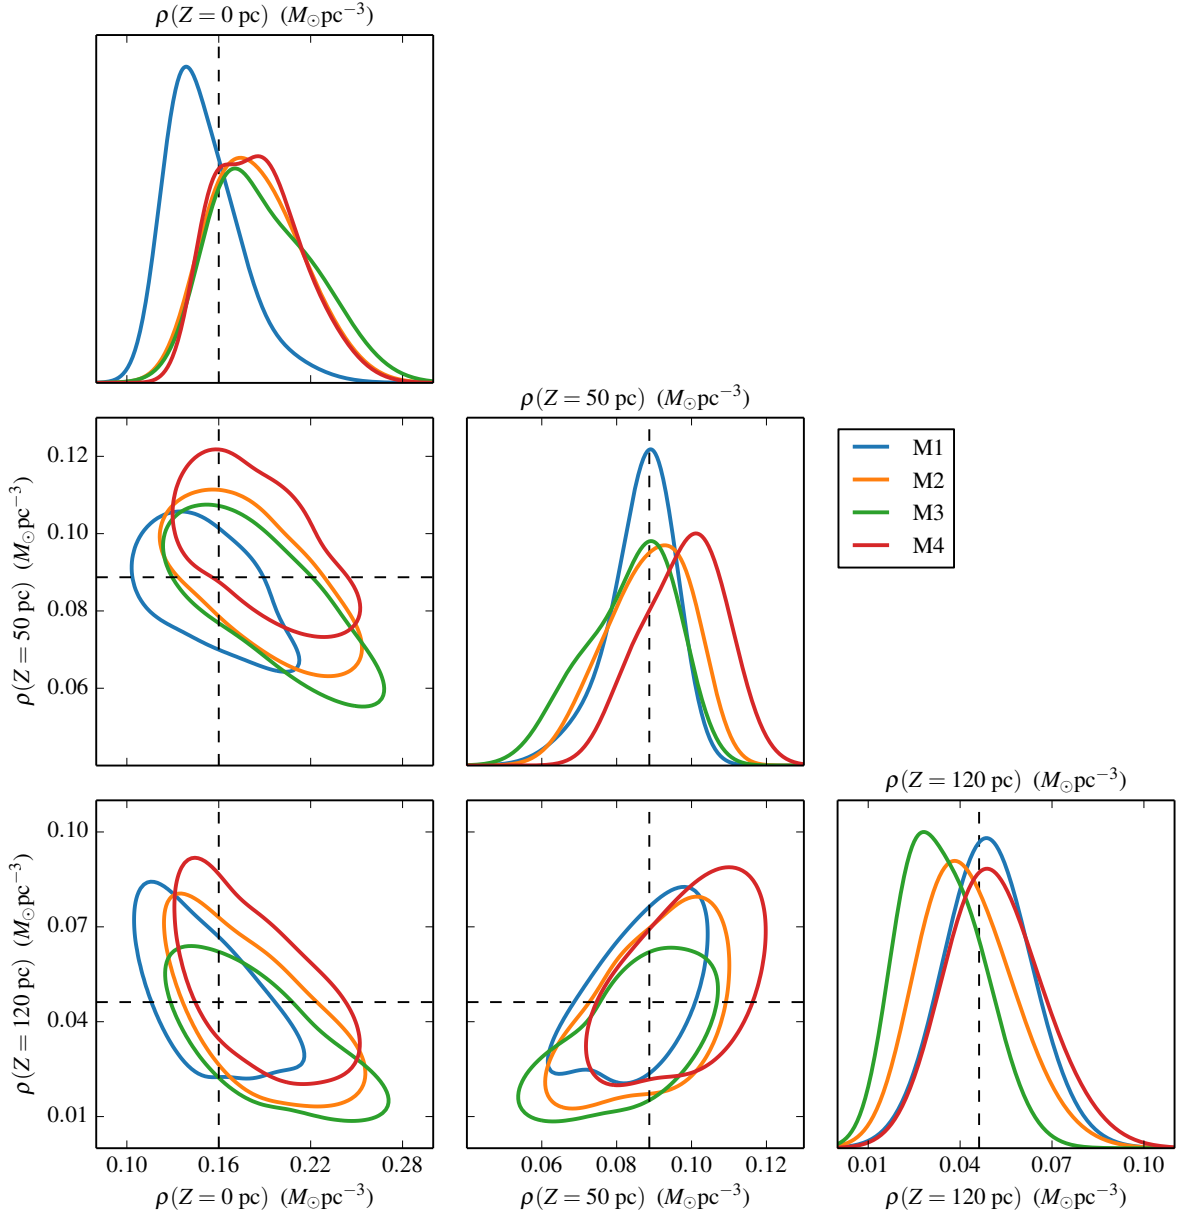 ρ(Z = 0 pc) (M⊙pc⁻³)
ρ(Z = 50 pc) (M⊙pc⁻³)
0.12
0.10
0.08
0.06
ρ(Z = 50 pc) (M⊙pc⁻³)
M1
M2
M3
M4
ρ(Z = 120 pc) (M⊙pc⁻³)
ρ(Z = 120 pc) (M⊙pc⁻³)
0.10
0.07
0.04
0.01
0.10 0.16 0.22 0.28
0.06 0.08 0.10 0.12
0.01 0.04 0.07 0.10
ρ(Z = 0 pc) (M⊙pc⁻³)
ρ(Z = 50 pc) (M⊙pc⁻³)
ρ(Z = 120 pc) (M⊙pc⁻³)